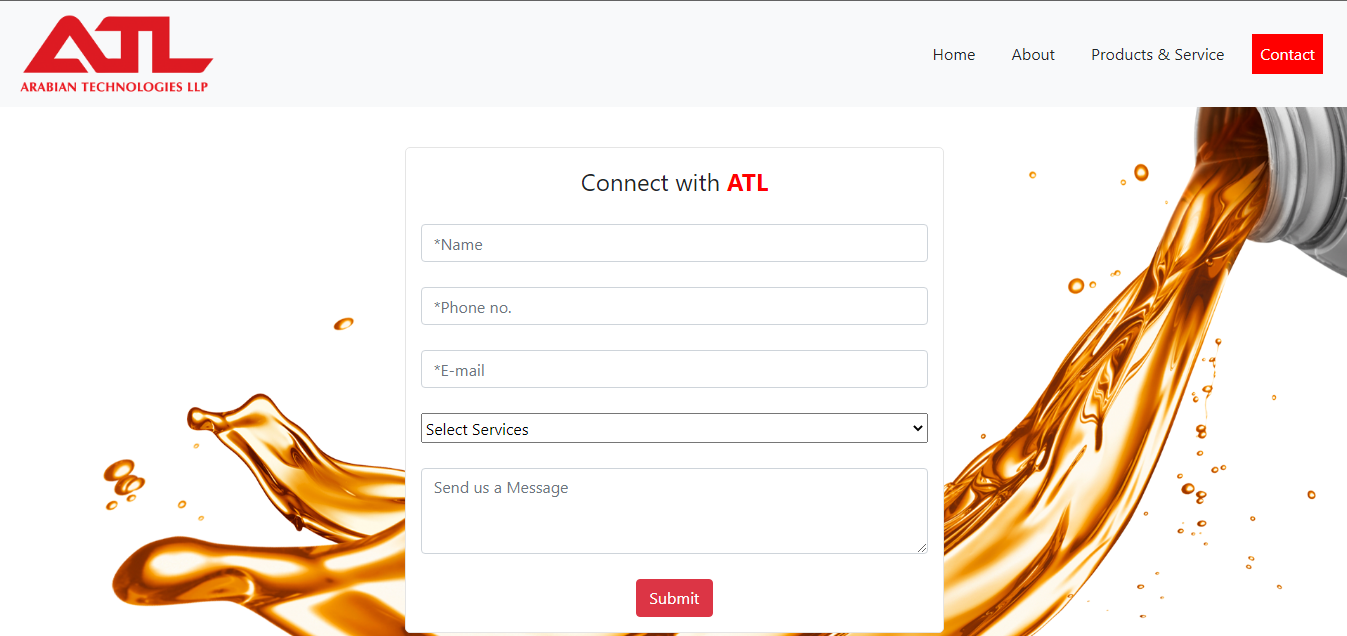 ATL
ARABIAN TECHNOLOGIES LLP
Home About Products & Service Contact
Connect with ATL
*Name
*Phone no.
*E-mail
Select Services
Send us a Message
Submit